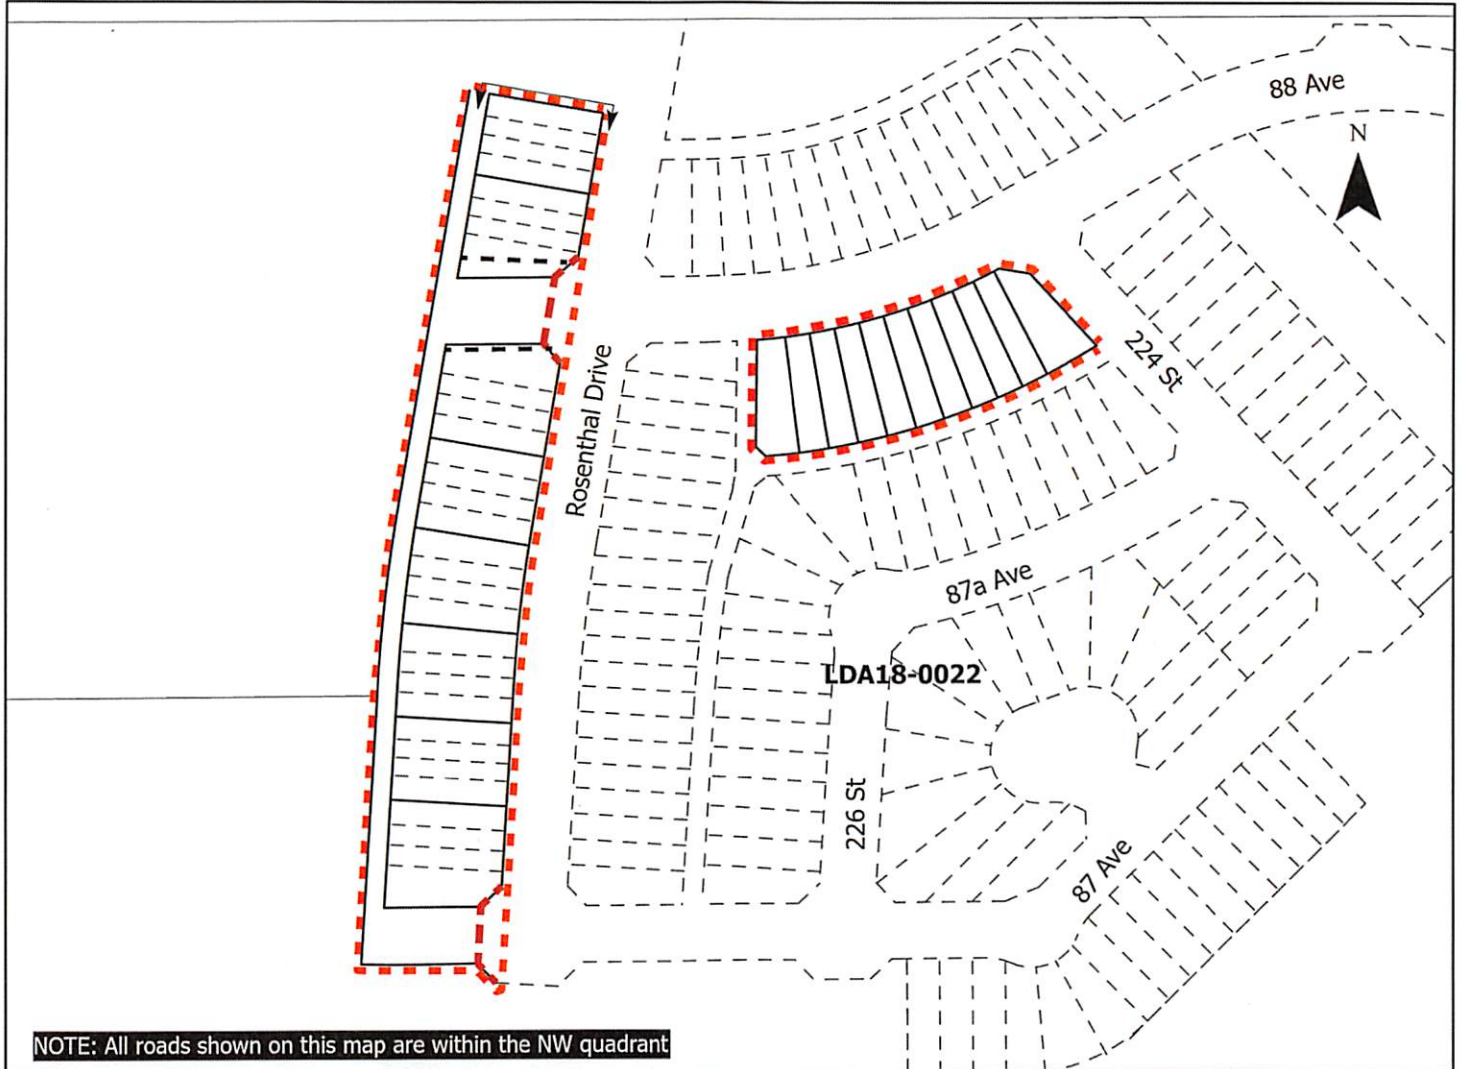 88 Ave
N
224 St
Rosenthal Drive
87a Ave
LDA18-0022
226 St
87 Ave
NOTE: All roads shown on this map are within the NW quadrant